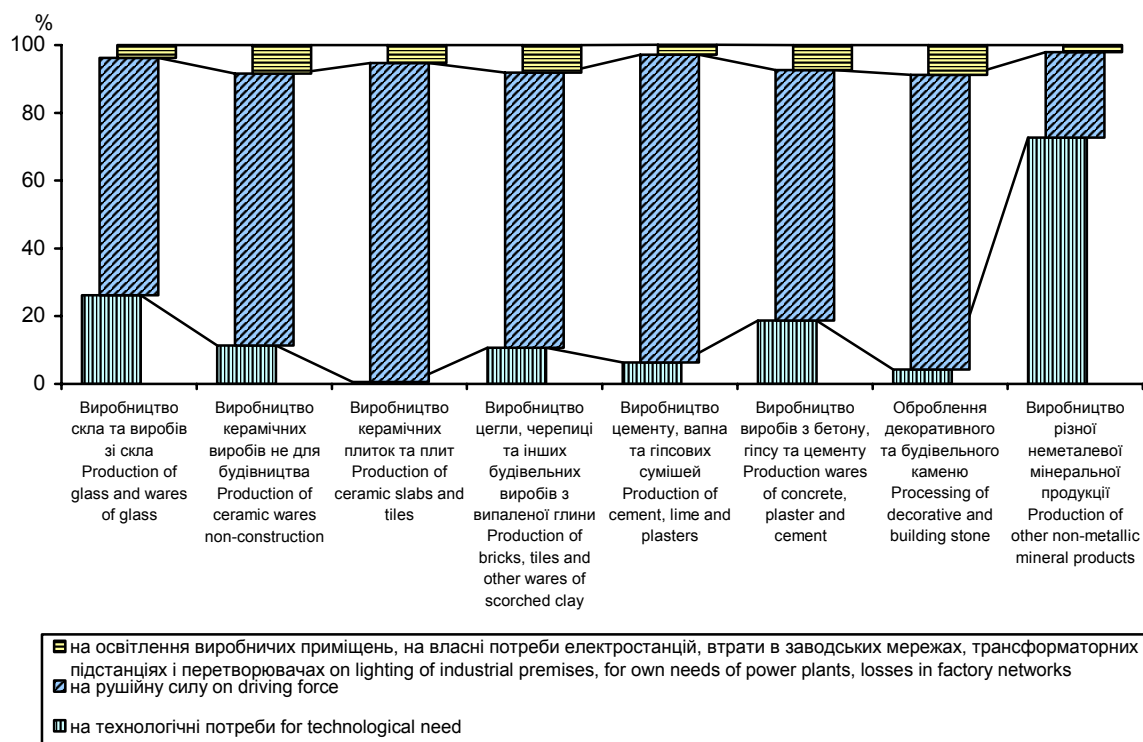 %
100
80
60
40
20
0
Виробництво
скла та виробів
зі скла
Production of
glass and wares
of glass
Виробництво
керамічних
виробів не для
будівництва
Production of
ceramic wares
non-construction
Виробництво
керамічних
плиток та плит
Production of
ceramic slabs and
tiles
Виробництво
цегли, черепиці
та інших
будівельних
виробів з
випаленої глини
Production of
bricks, tiles and
other wares of
scorched clay
Виробництво
цементу, вапна
та гіпсових
сумішей
Production of
cement, lime and
plasters
Виробництво
виробів з бетону,
гіпсу та цементу
Production wares
of concrete,
plaster and
cement
Оброблення
декоративного
та будівельного
каменю
Processing of
decorative and
building stone
Виробництво
різної
неметалевої
мінеральної
продукції
Production of
other non-metallic
mineral products
на освітлення виробничих приміщень, на власні потреби електростанцій, втрати в заводських мережах, трансформаторних
підстанціях і перетворювачах on lighting of industrial premises, for own needs of power plants, losses in factory networks
на рушійну силу on driving force
на технологічні потреби for technological need